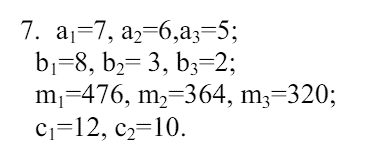 7. a₁=7, a₂=6,a₃=5;
b₁=8, b₂= 3, b₃=2;
m₁=476, m₂=364, m₃=320;
c₁=12, c₂=10.